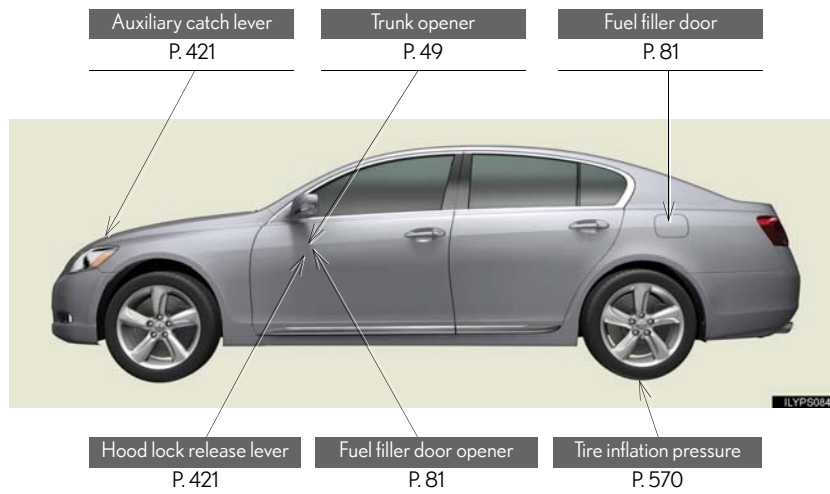 Auxiliary catch lever
P. 421
Trunk opener
P. 49
Fuel filler door
P. 81
ILYPS084
Hood lock release lever
P. 421
Fuel filler door opener
P. 81
Tire inflation pressure
P. 570